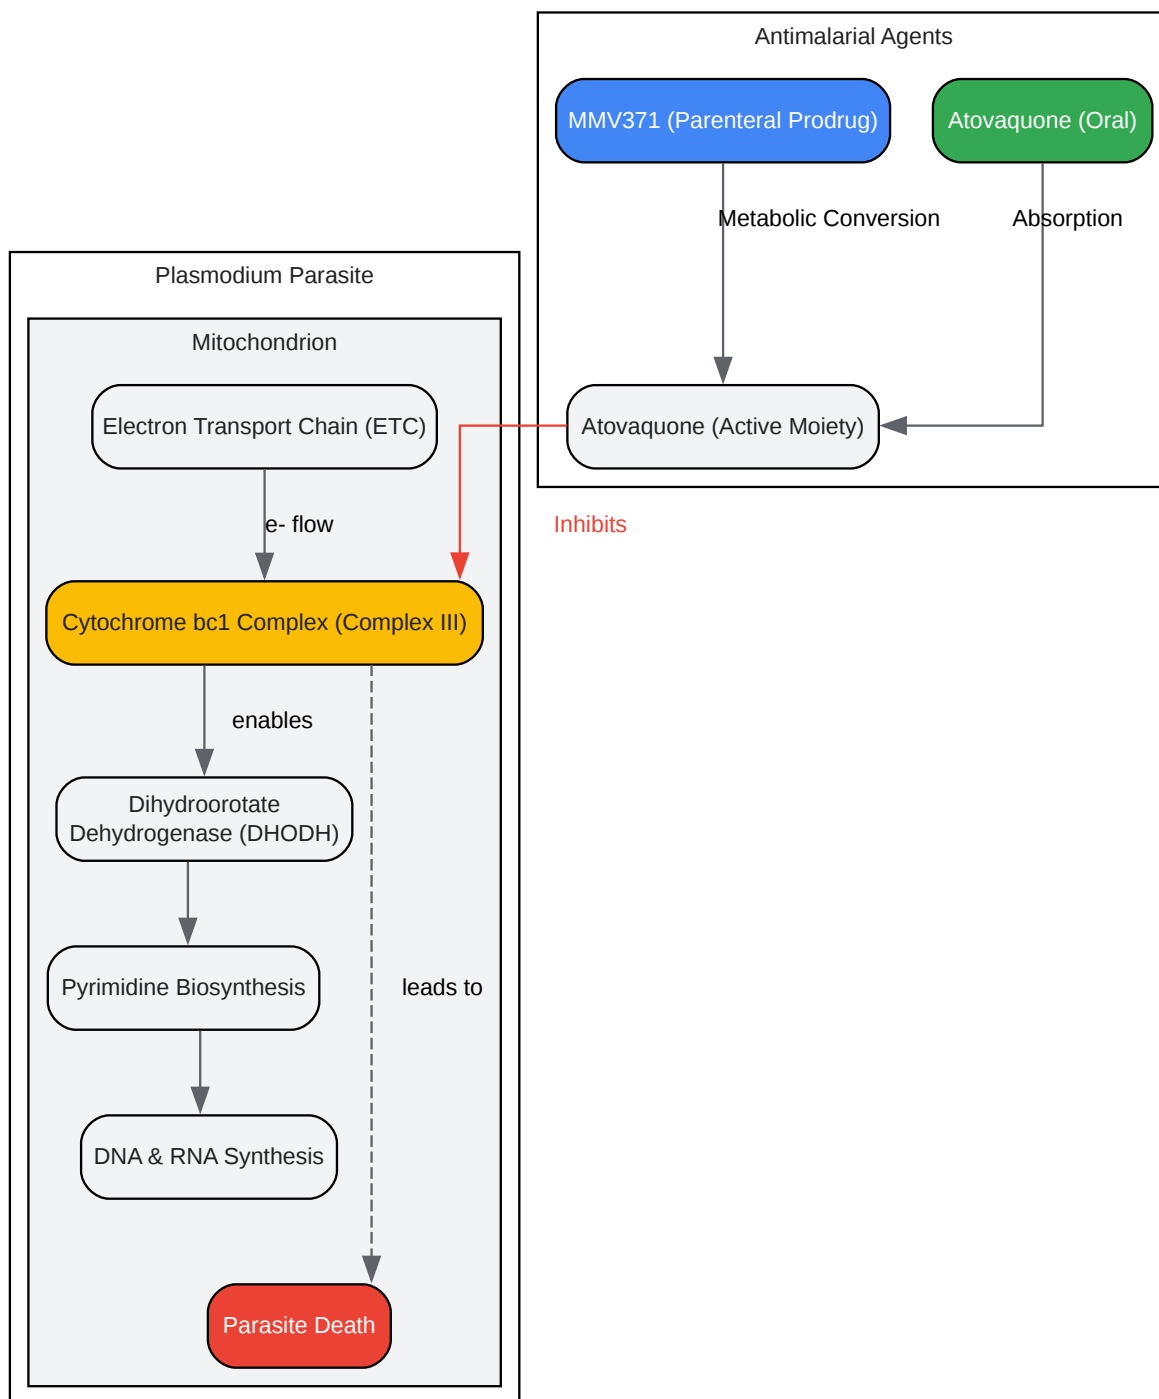 Antimalarial Agents
MMV371 (Parenteral Prodrug)
Atovaquone (Oral)
Metabolic Conversion
Absorption
Atovaquone (Active Moiety)
Inhibits
Plasmodium Parasite
Mitochondrion
Electron Transport Chain (ETC)
e- flow
Cytochrome bc1 Complex (Complex III)
enables
Dihydroorotate
Dehydrogenase (DHODH)
Pyrimidine Biosynthesis
leads to
DNA & RNA Synthesis
Parasite Death